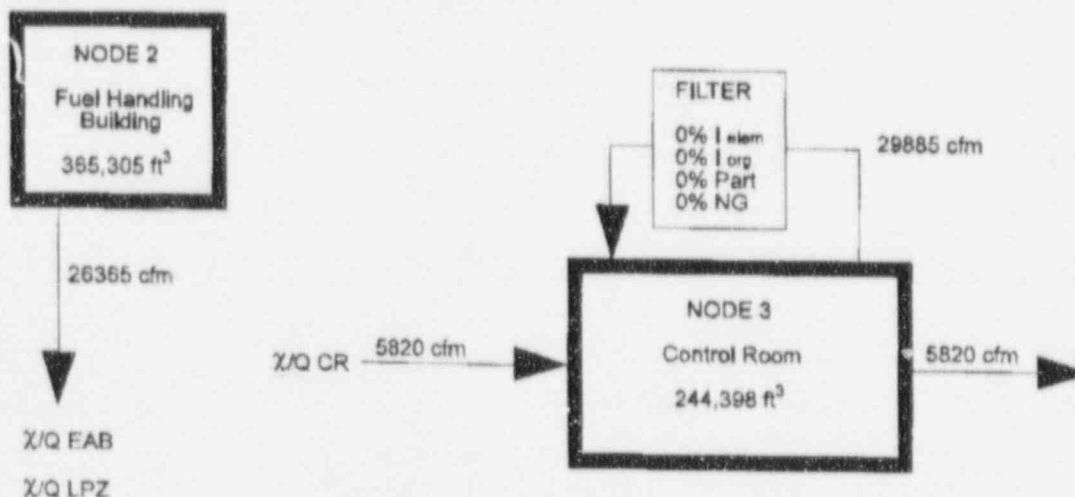 NODE 2
Fuel Handling
Building
365,305 ft³
26365 cfm
χ/Q EAB
χ/Q LPZ
FILTER
0% I elem
0% I org
0% Part
0% NG
29885 cfm
NODE 3
Control Room
244,398 ft³
χ/Q CR
5820 cfm
5820 cfm